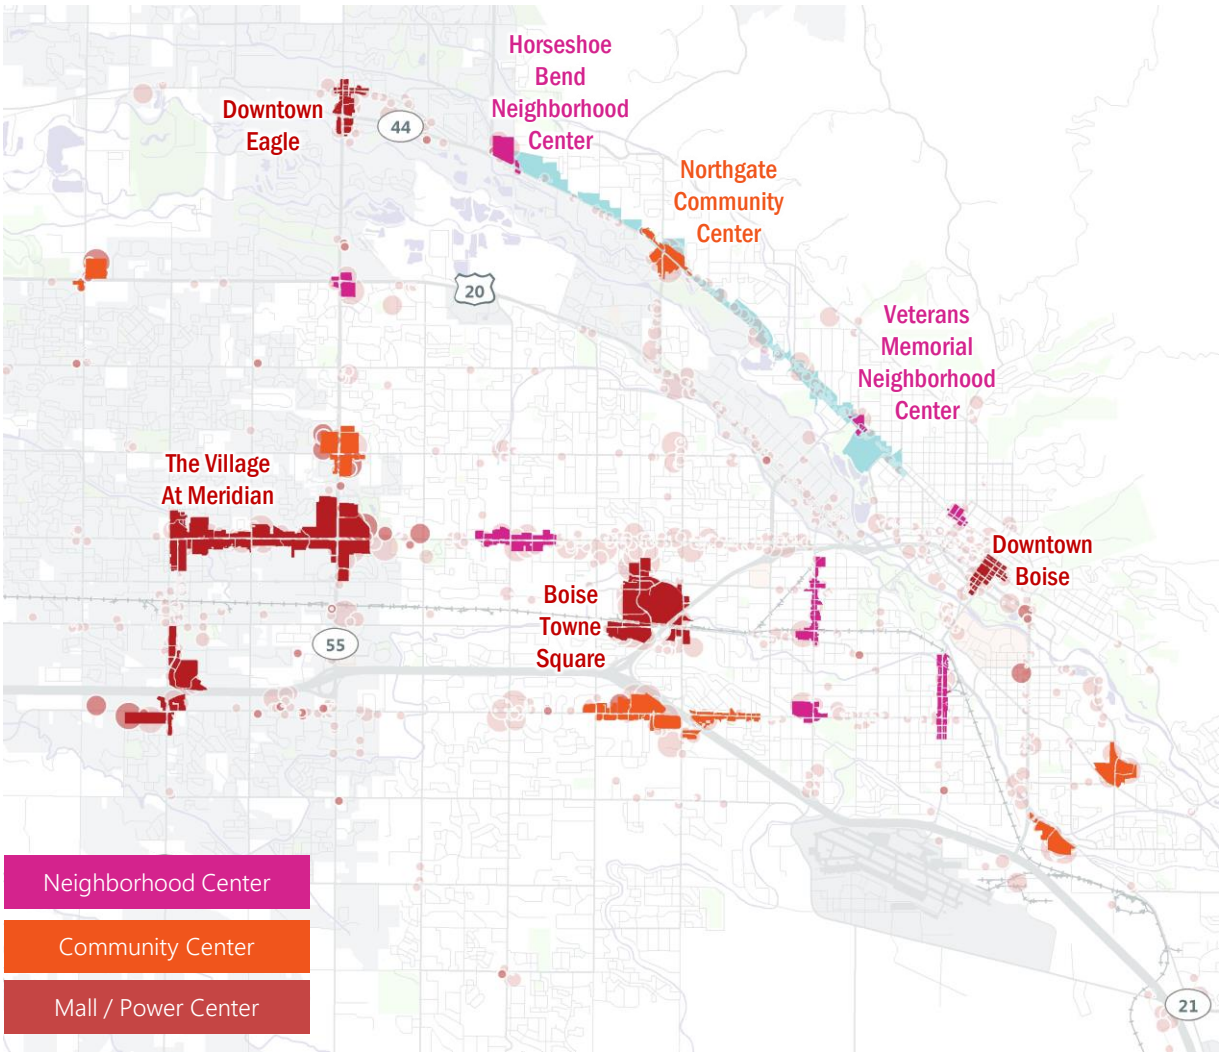 Horseshoe
Bend
Neighborhood
Center
Downtown
Eagle
44
Northgate
Community
Center
20
Veterans
Memorial
Neighborhood
Center
The Village
At Meridian
Downtown
Boise
Boise
Towne
Square
55
Neighborhood Center
Community Center
Mall / Power Center
21